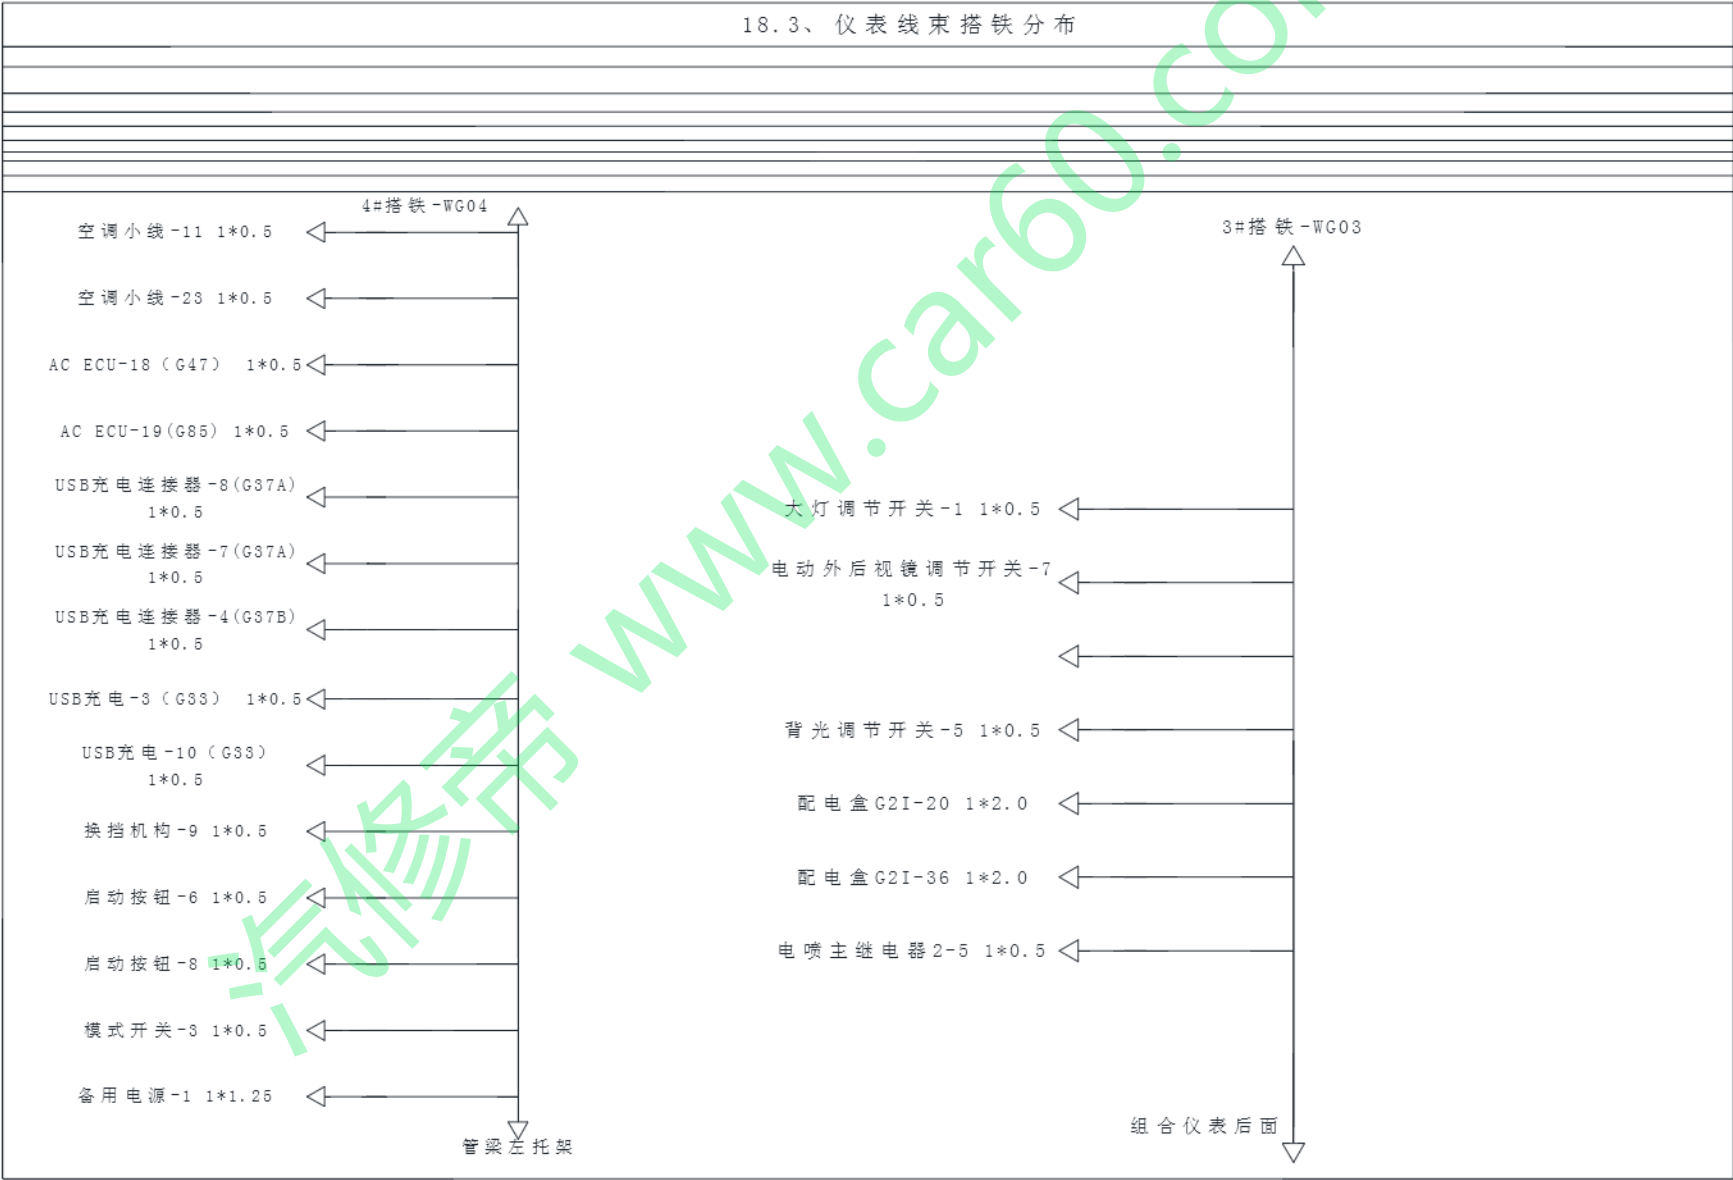 18.3、仪表线束搭铁分布
4#搭铁-WG04
空调小线-11 1*0.5
空调小线-23 1*0.5
AC ECU-18（G47） 1*0.5
AC ECU-19(G85) 1*0.5
USB充电连接器-8(G37A)
1*0.5
USB充电连接器-7(G37A)
1*0.5
USB充电连接器-4(G37B)
1*0.5
USB充电-3（G33） 1*0.5
USB充电-10（G33）
1*0.5
换挡机构-9 1*0.5
启动按钮-6 1*0.5
启动按钮-8 1*0.5
模式开关-3 1*0.5
备用电源-1 1*1.25
管梁左托架
3#搭铁-WG03
大灯调节开关-1 1*0.5
电动外后视镜调节开关-7
1*0.5
背光调节开关-5 1*0.5
配电盒G2I-20 1*2.0
配电盒G2I-36 1*2.0
电喷主继电器2-5 1*0.5
组合仪表后面
汽修帝 www.car60.co